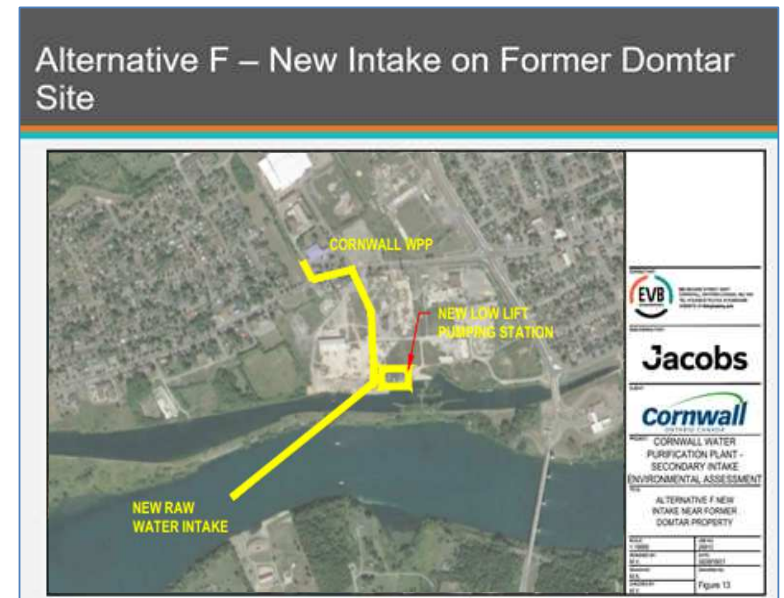 Alternative F – New Intake on Former Domtar
Site
CORNWALL WPP
NEW LOW LIFT
PUMPING STATION
NEW RAW
WATER INTAKE
EVB
Jacobs
Cornwall
ONTARIO CANADA
CORNWALL WATER
PURIFICATION PLANT -
SECONDARY INTAKE
ENVIRONMENTAL ASSESSMENT
ALTERNATIVE F NEW
INTAKE NEAR FORMER
DOMTAR PROPERTY
Figure 13